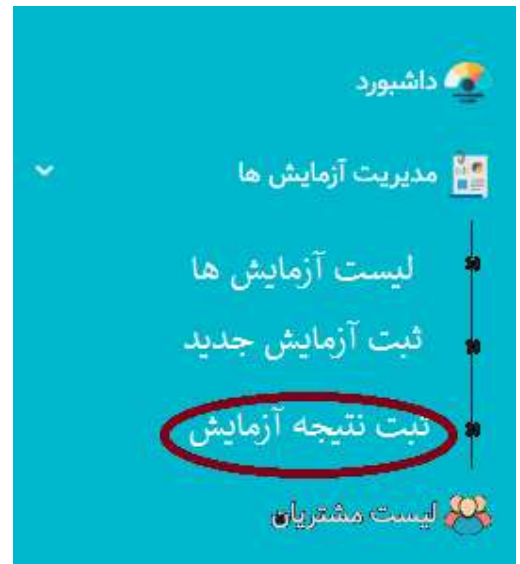 داشبورد
مدیریت آزمایش ها
لیست آزمایش ها
ثبت آزمایش جدید
ثبت نتیجه آزمایش
لیست مشتریان